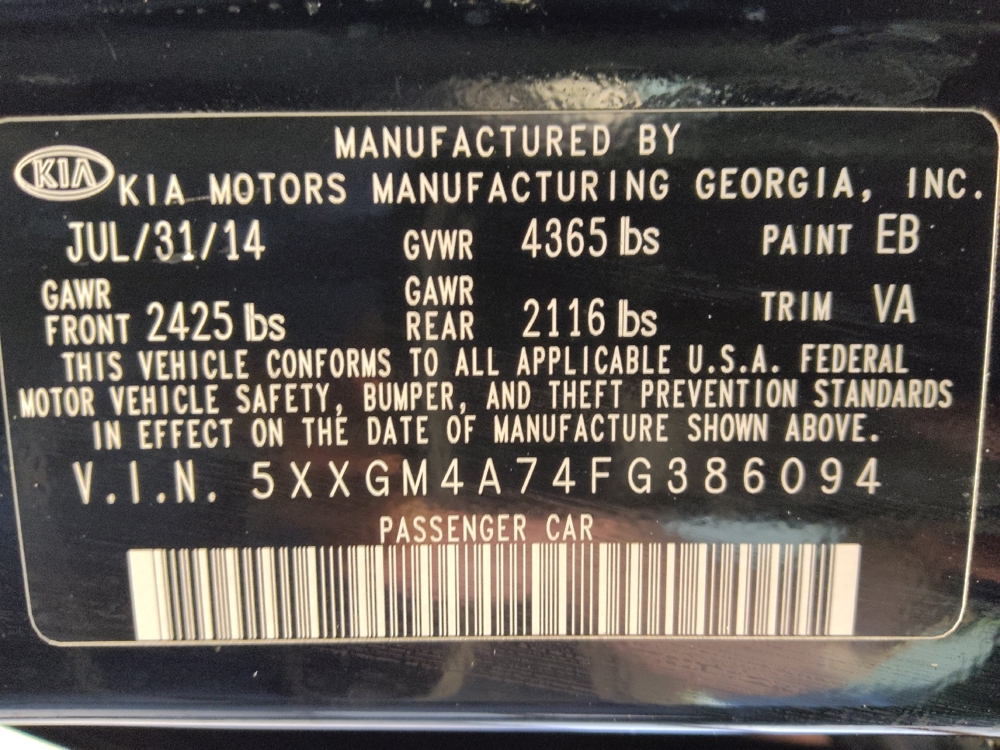 MANUFACTURED BY
KIA KIA MOTORS MANUFACTURING GEORGIA, INC.
JUL/31/14 GVWR 4365 lbs PAINT EB
GAWR FRONT 2425 lbs GAWR REAR 2116 lbs TRIM VA
THIS VEHICLE CONFORMS TO ALL APPLICABLE U.S.A. FEDERAL
MOTOR VEHICLE SAFETY, BUMPER, AND THEFT PREVENTION STANDARDS
IN EFFECT ON THE DATE OF MANUFACTURE SHOWN ABOVE.
V.I.N. 5XXGM4A74FG386094
PASSENGER CAR